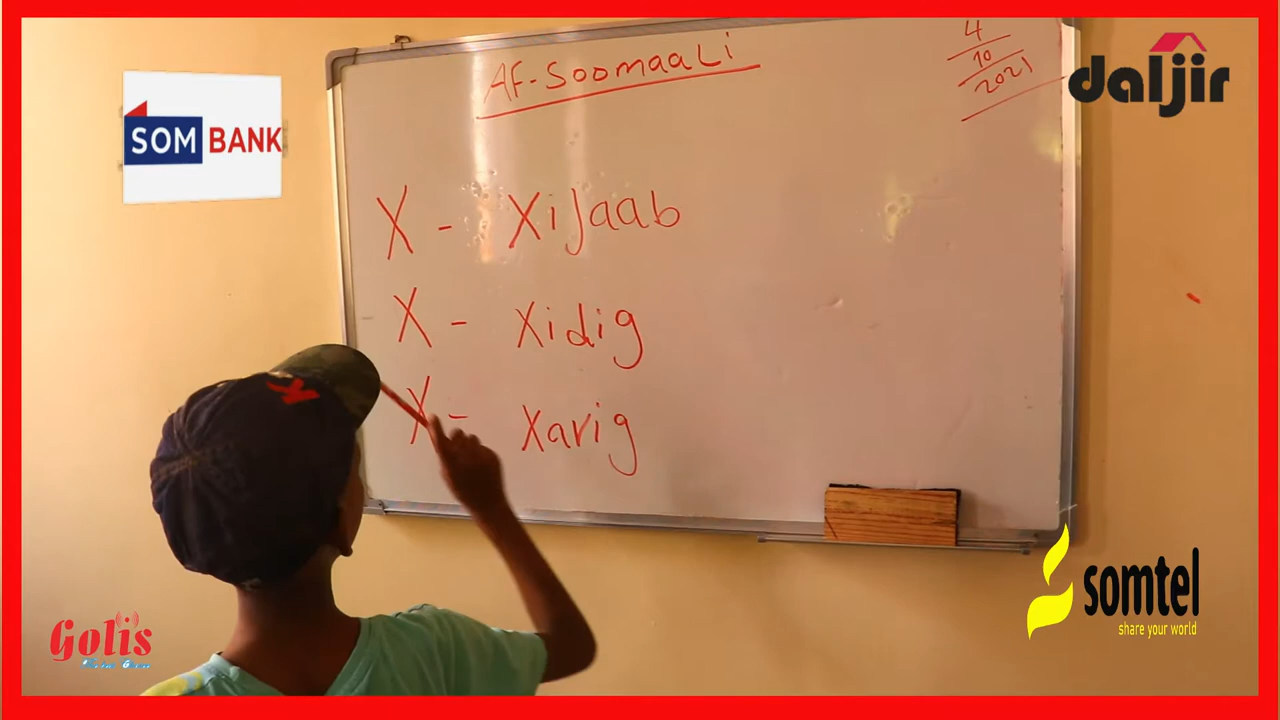 AF-SoomaaLi
4
10
2021
X - Xijaab
X - Xidig
X - Xarig
SOM BANK
daljir
Golis
somtel
share your world